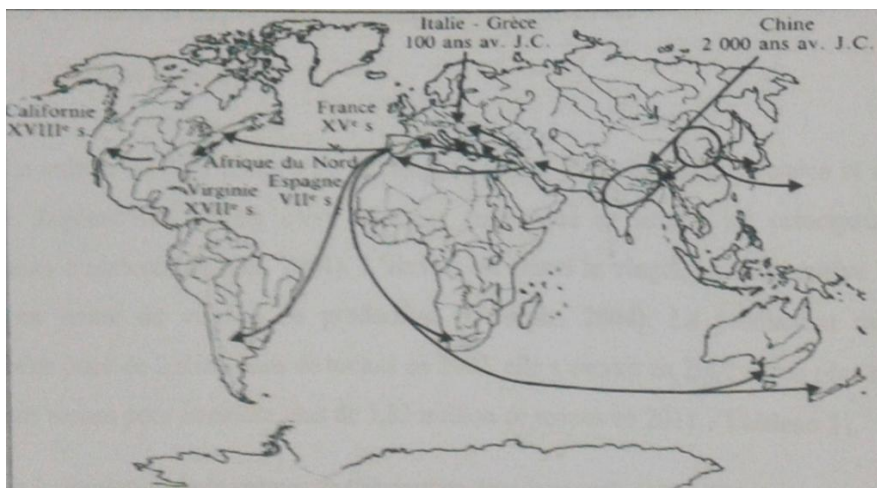 Italie - Grèce
100 ans av. J.C.
Chine
2 000 ans av. J.C.
Californie
XVIIIe s.
France
XVe s
Afrique du Nord
Espagne
VIIe s
Virginie
XVIIe s